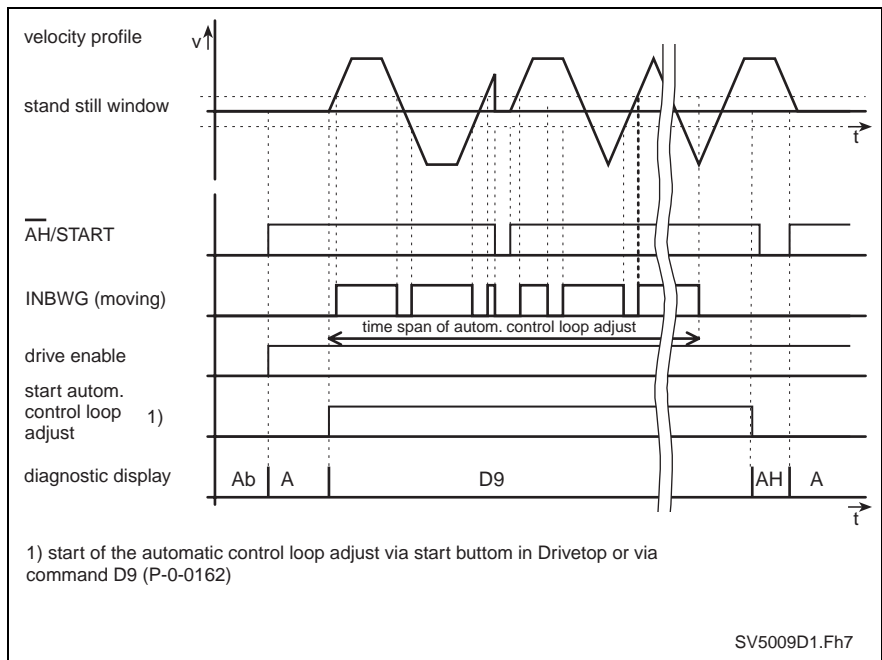 velocity profile
v
stand still window
t
AH/START
INBWG (moving)
time span of autom. control loop adjust
drive enable
start autom.
control loop 1)
adjust
diagnostic display
Ab A D9 AH A
t
1) start of the automatic control loop adjust via start buttom in Drivetop or via
command D9 (P-0-0162)
SV5009D1.Fh7